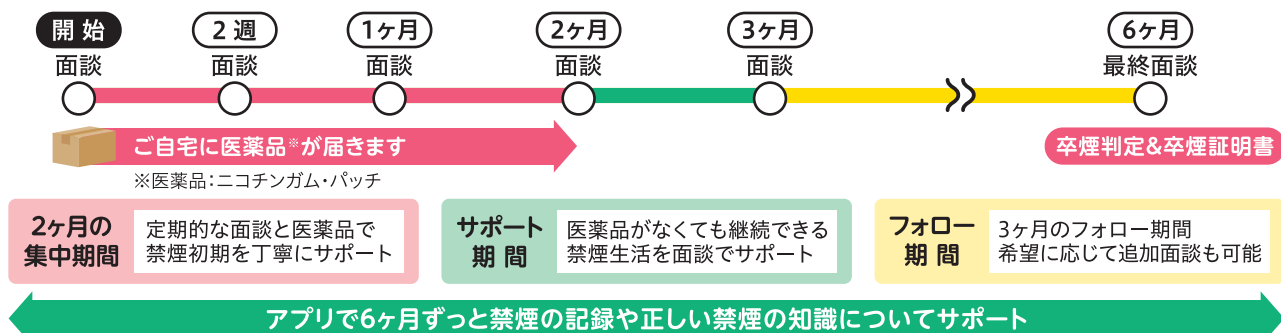 開始
2週
1ヶ月
2ヶ月
3ヶ月
6ヶ月
面談
面談
面談
面談
面談
最終面談
ご自宅に医薬品※が届きます
※医薬品：ニコチンガム・パッチ
卒煙判定&卒煙証明書
2ヶ月の
集中期間
定期的な面談と医薬品で
禁煙初期を丁寧にサポート
サポート
期間
医薬品がなくても継続できる
禁煙生活を面談でサポート
フォロー
期間
3ヶ月のフォロー期間
希望に応じて追加面談も可能
アプリで6ヶ月ずっと禁煙の記録や正しい禁煙の知識についてサポート